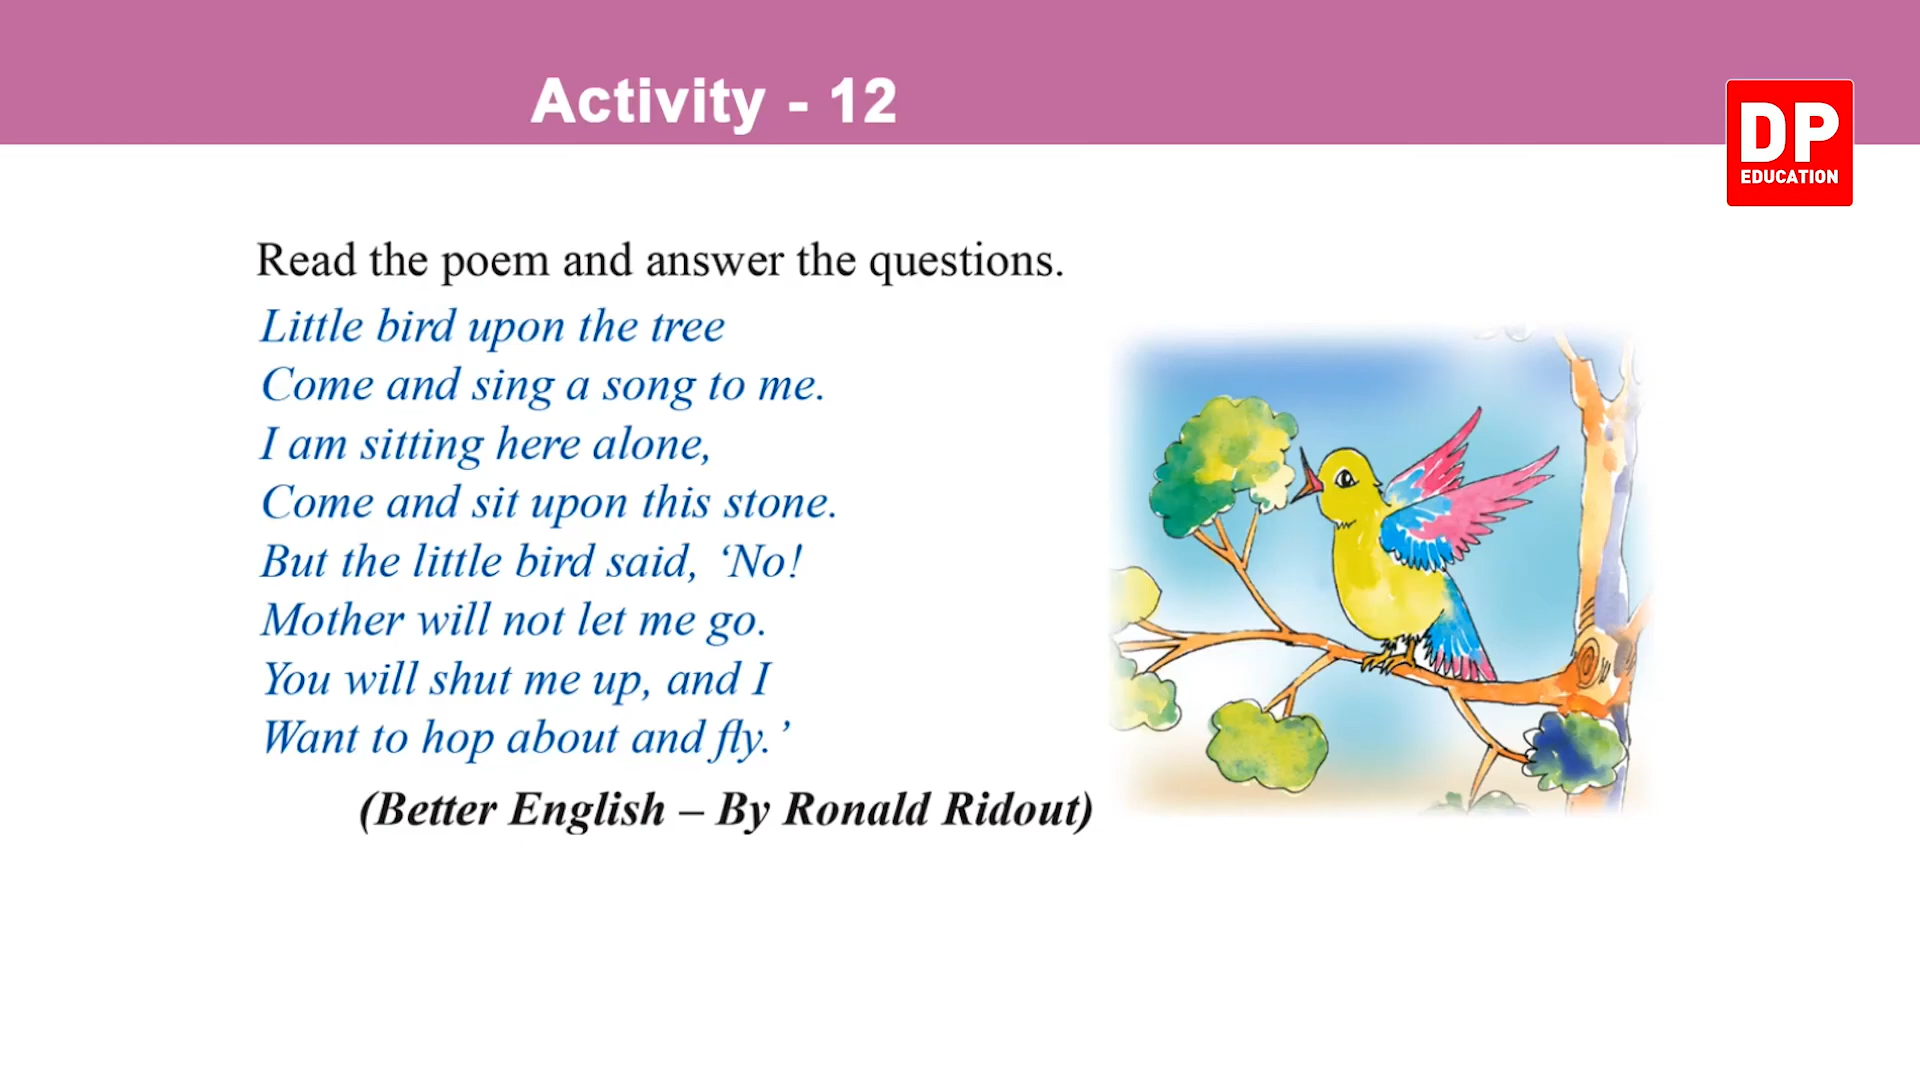 Activity - 12
DP
EDUCATION
Read the poem and answer the questions.
Little bird upon the tree
Come and sing a song to me.
I am sitting here alone,
Come and sit upon this stone.
But the little bird said, ‘No!
Mother will not let me go.
You will shut me up, and I
Want to hop about and fly.’
(Better English – By Ronald Ridout)